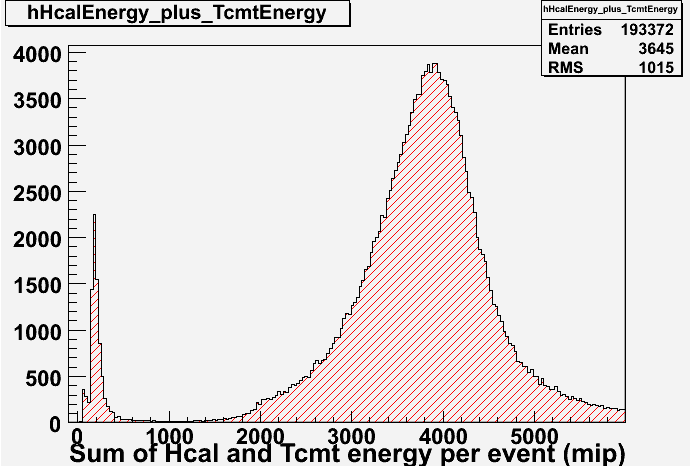 hHcalEnergy_plus_TcmtEnergy
hHcalEnergy_plus_TcmtEnergy
Entries 193372
Mean 3645
RMS 1015
4000
3500
3000
2500
2000
1500
1000
500
0
0 1000 2000 3000 4000 5000
Sum of Hcal and Tcmt energy per event (mip)